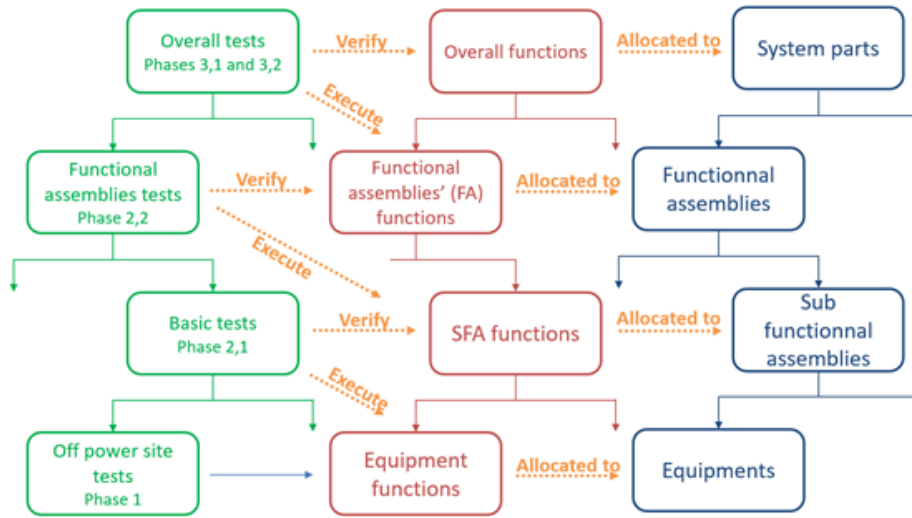 Overall tests
Phases 3,1 and 3,2
Verify
Overall functions
Allocated to
System parts
Execute
Functional
assemblies tests
Phase 2,2
Verify
Functional
assemblies' (FA)
functions
Allocated to
Functionnal
assemblies
Execute
Basic tests
Phase 2,1
Verify
SFA functions
Allocated to
Sub
functionnal
assemblies
Execute
Off power site
tests
Phase 1
Equipment
functions
Allocated to
Equipments